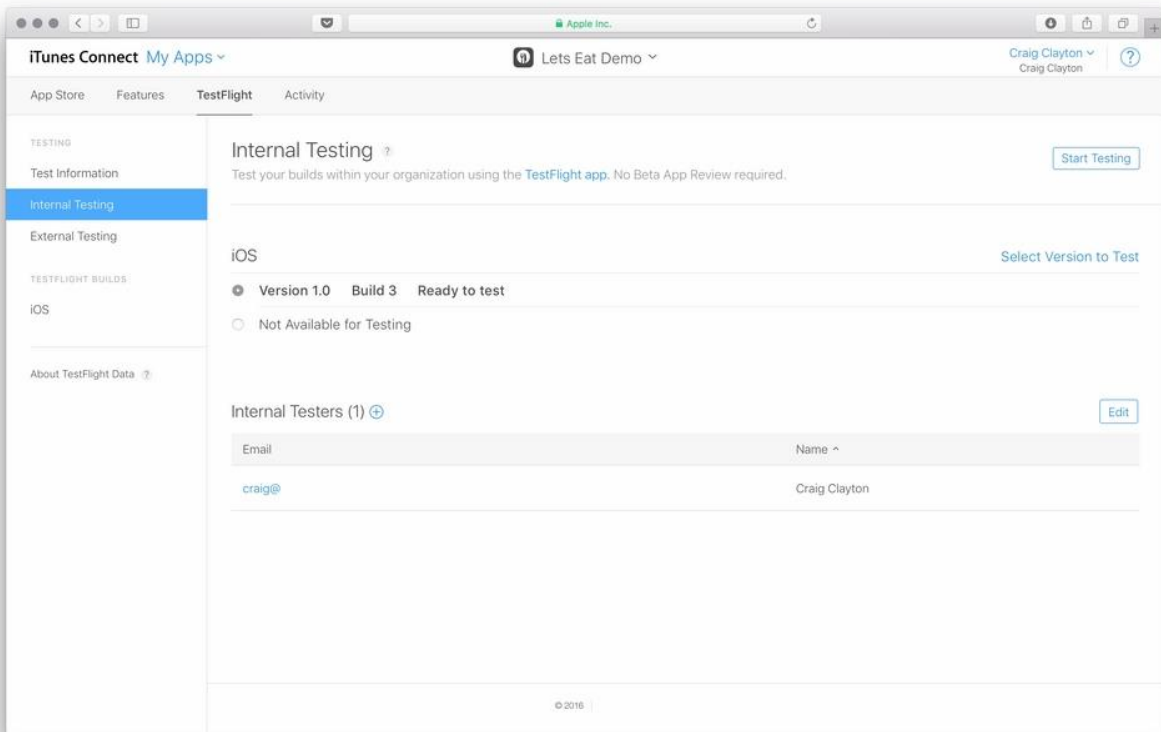 Apple Inc.
iTunes Connect My Apps
Lets Eat Demo
Craig Clayton
Craig Clayton
?
App Store Features TestFlight Activity
TESTING
Test Information
Internal Testing
External Testing
TESTFLIGHT BUILDS
iOS
About TestFlight Data ?
Internal Testing ?
Start Testing
Test your builds within your organization using the TestFlight app. No Beta App Review required.
iOS
Select Version to Test
Version 1.0 Build 3 Ready to test
Not Available for Testing
Internal Testers (1)
Edit
Email Name
craig@ Craig Clayton
© 2016